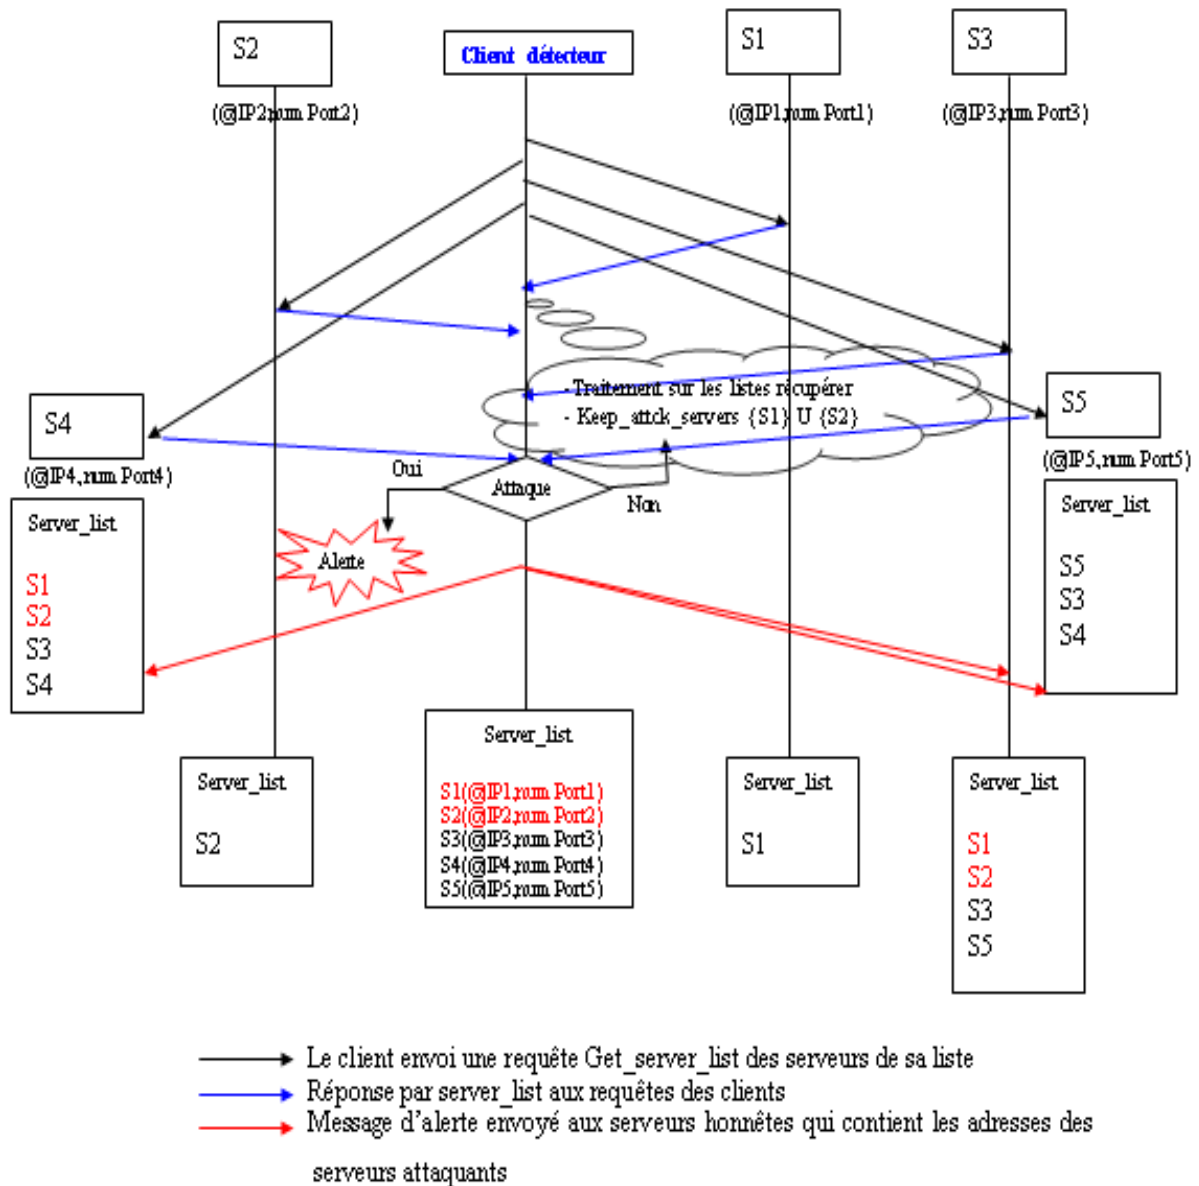 S2
Client détecteur
S1
S3
(@IP2,num Port2)
(@IP1,num Port1)
(@IP3,num Port3)
- Traitement sur les listes récupérer
- Keep_attck_servers {S1} U {S2}
S4
S5
(@IP4,num Port4)
(@IP5,num Port5)
Oui
Attaque
Non
Alerte
Server_list
S1
S2
S3
S4
Server_list
S5
S3
S4
Server_list
S2
Server_list
S1(@IP1,num Port1)
S2(@IP2,num Port2)
S3(@IP3,num Port3)
S4(@IP4,num Port4)
S5(@IP5,num Port5)
Server_list
S1
Server_list
S1
S2
S3
S5
Le client envoi une requête Get_server_list des serveurs de sa liste
Réponse par server_list aux requêtes des clients
Message d'alerte envoyé aux serveurs honnêtes qui contient les adresses des
serveurs attaquants